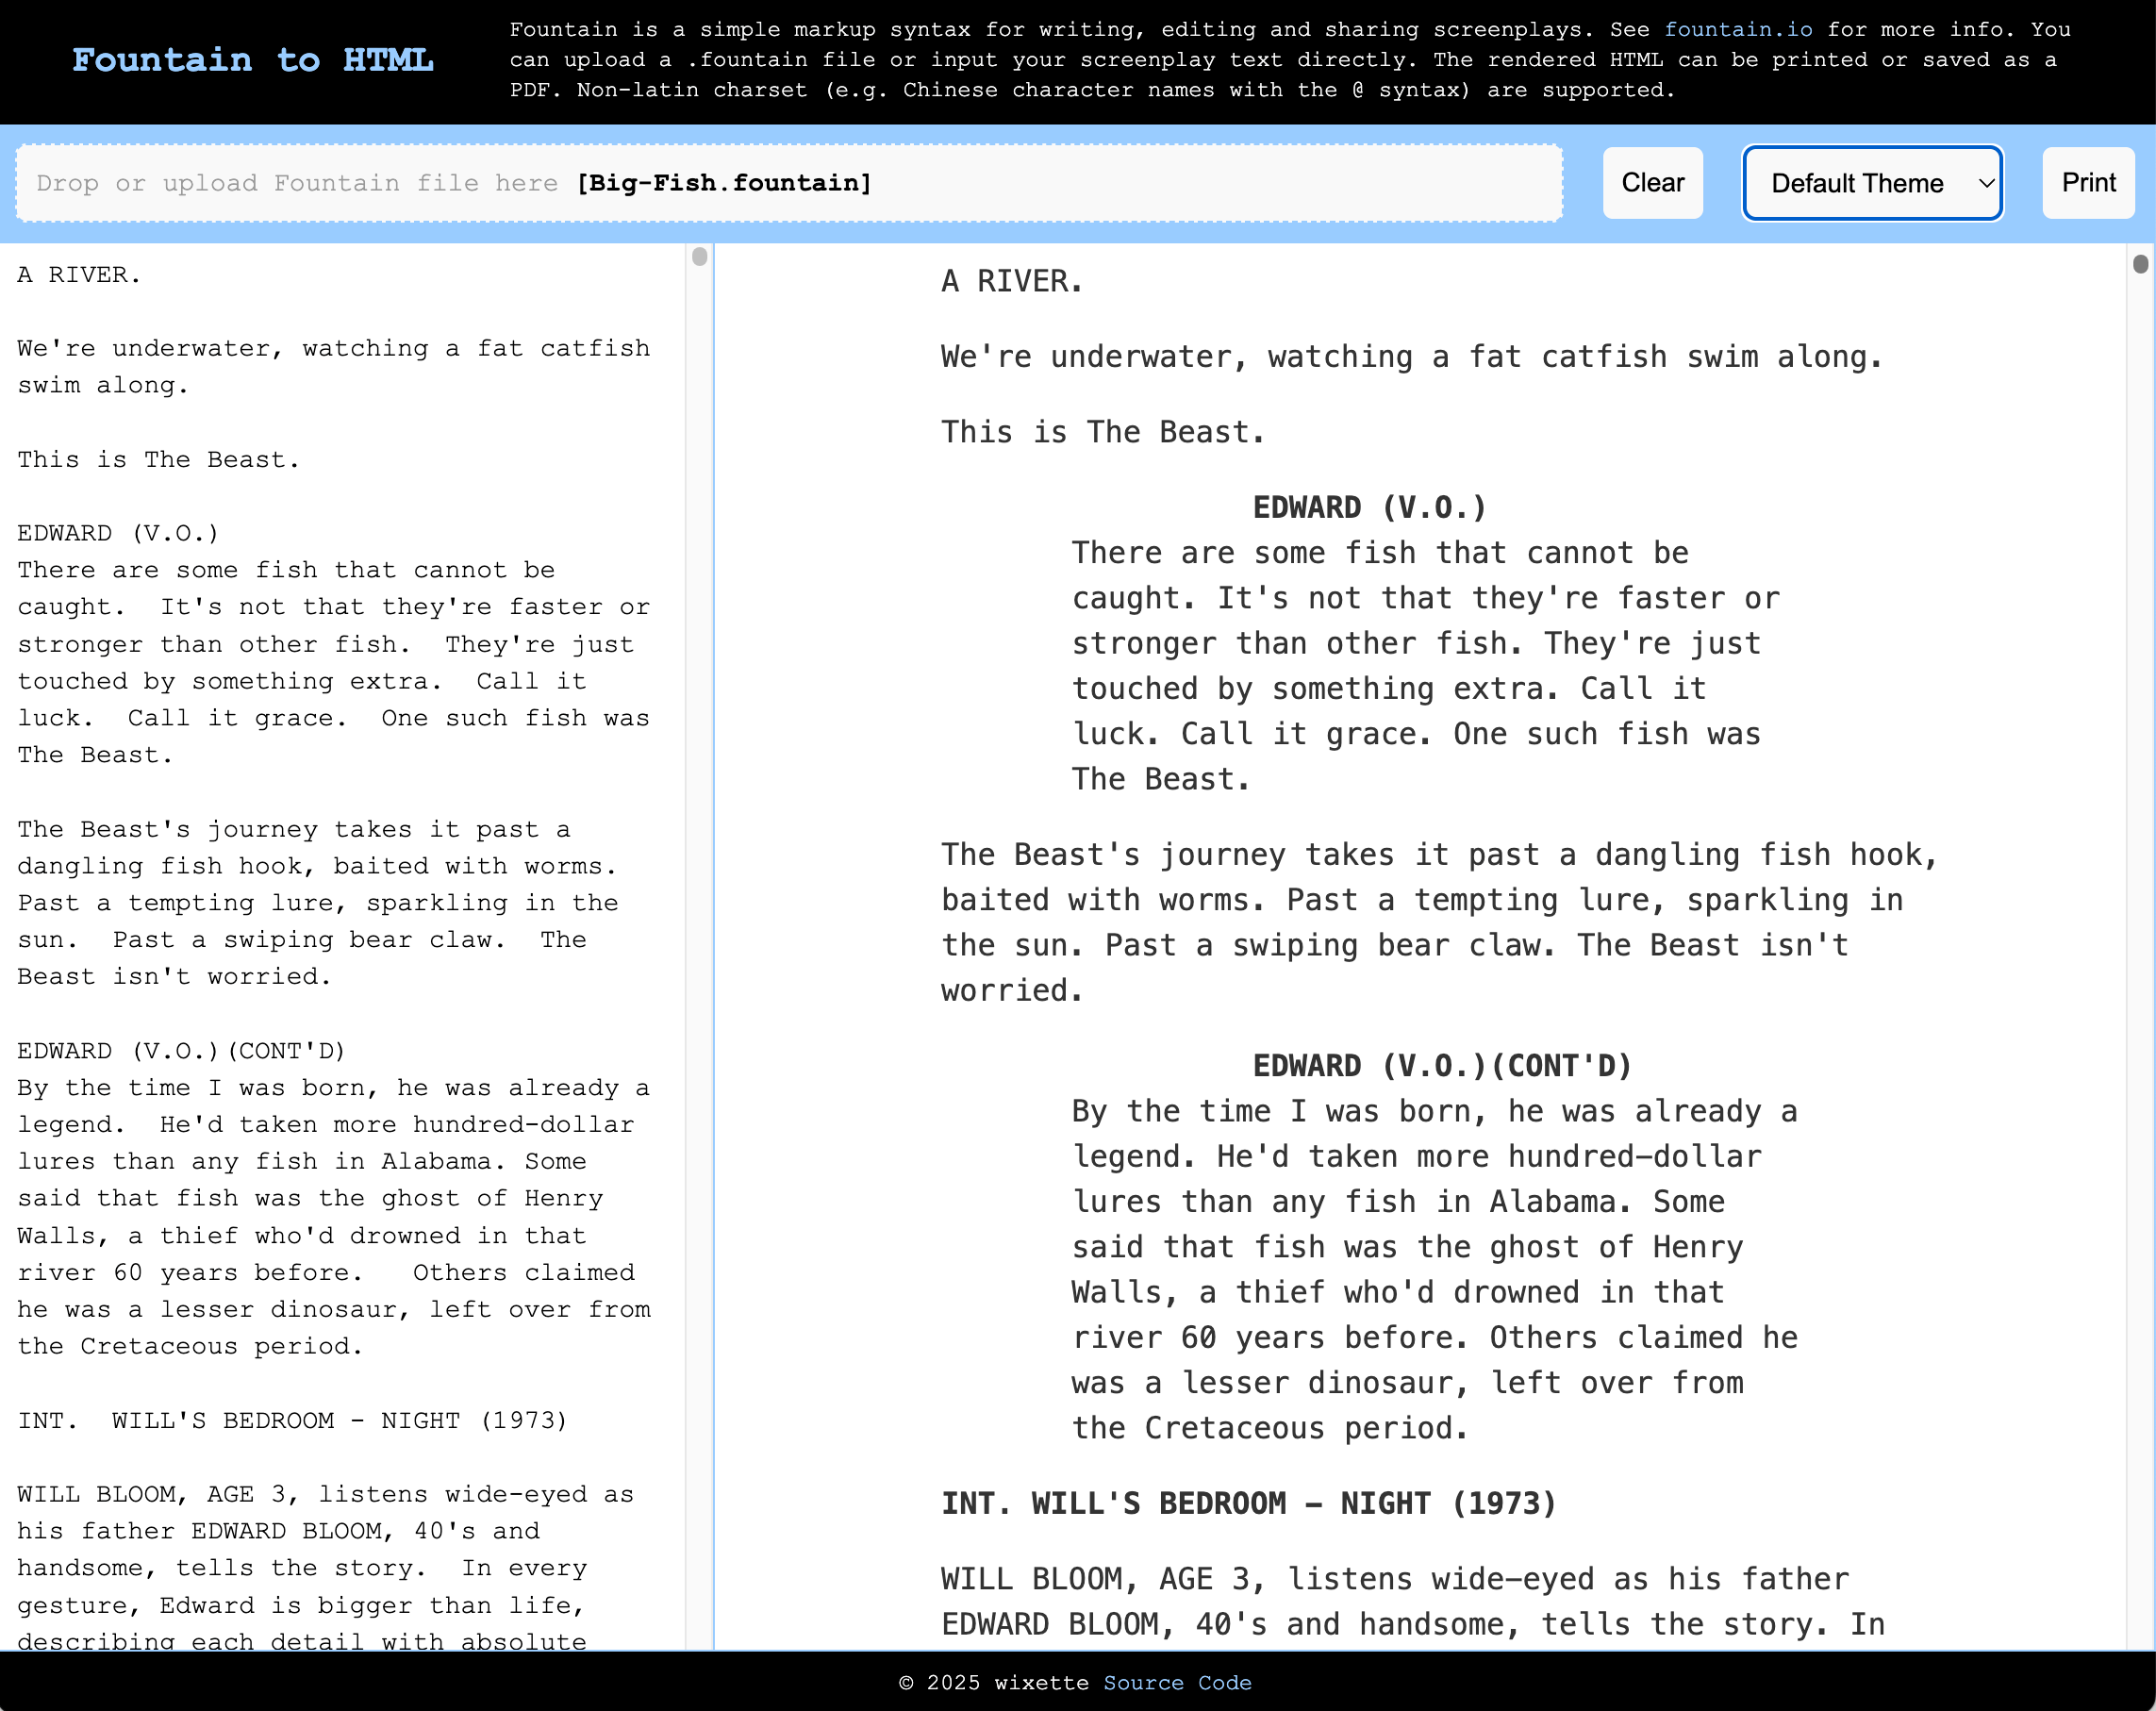 Fountain to HTML
Fountain is a simple markup syntax for writing, editing and sharing screenplays. See fountain.io for more info. You
can upload a .fountain file or input your screenplay text directly. The rendered HTML can be printed or saved as a
PDF. Non-latin charset (e.g. Chinese character names with the @ syntax) are supported.
Drop or upload Fountain file here [Big-Fish.fountain]
Clear
Default Theme
Print
A RIVER.
We're underwater, watching a fat catfish
swim along.
This is The Beast.
EDWARD (V.O.)
There are some fish that cannot be
caught.  It's not that they're faster or
stronger than other fish.  They're just
touched by something extra.  Call it
luck.  Call it grace.  One such fish was
The Beast.
The Beast's journey takes it past a
dangling fish hook, baited with worms.
Past a tempting lure, sparkling in the
sun.  Past a swiping bear claw.  The
Beast isn't worried.
EDWARD (V.O.)(CONT'D)
By the time I was born, he was already a
legend.  He'd taken more hundred-dollar
lures than any fish in Alabama. Some
said that fish was the ghost of Henry
Walls, a thief who'd drowned in that
river 60 years before.   Others claimed
he was a lesser dinosaur, left over from
the Cretaceous period.
INT.  WILL'S BEDROOM - NIGHT (1973)
WILL BLOOM, AGE 3, listens wide-eyed as
his father EDWARD BLOOM, 40's and
handsome, tells the story.  In every
gesture, Edward is bigger than life,
describing each detail with absolute
A RIVER.
We're underwater, watching a fat catfish swim along.
This is The Beast.
EDWARD (V.O.)
There are some fish that cannot be
caught. It's not that they're faster or
stronger than other fish. They're just
touched by something extra. Call it
luck. Call it grace. One such fish was
The Beast.
The Beast's journey takes it past a dangling fish hook,
baited with worms. Past a tempting lure, sparkling in
the sun. Past a swiping bear claw. The Beast isn't
worried.
EDWARD (V.O.)(CONT'D)
By the time I was born, he was already a
legend. He'd taken more hundred-dollar
lures than any fish in Alabama. Some
said that fish was the ghost of Henry
Walls, a thief who'd drowned in that
river 60 years before. Others claimed he
was a lesser dinosaur, left over from
the Cretaceous period.
INT. WILL'S BEDROOM - NIGHT (1973)
WILL BLOOM, AGE 3, listens wide-eyed as his father
EDWARD BLOOM, 40's and handsome, tells the story. In
© 2025 wixette Source Code